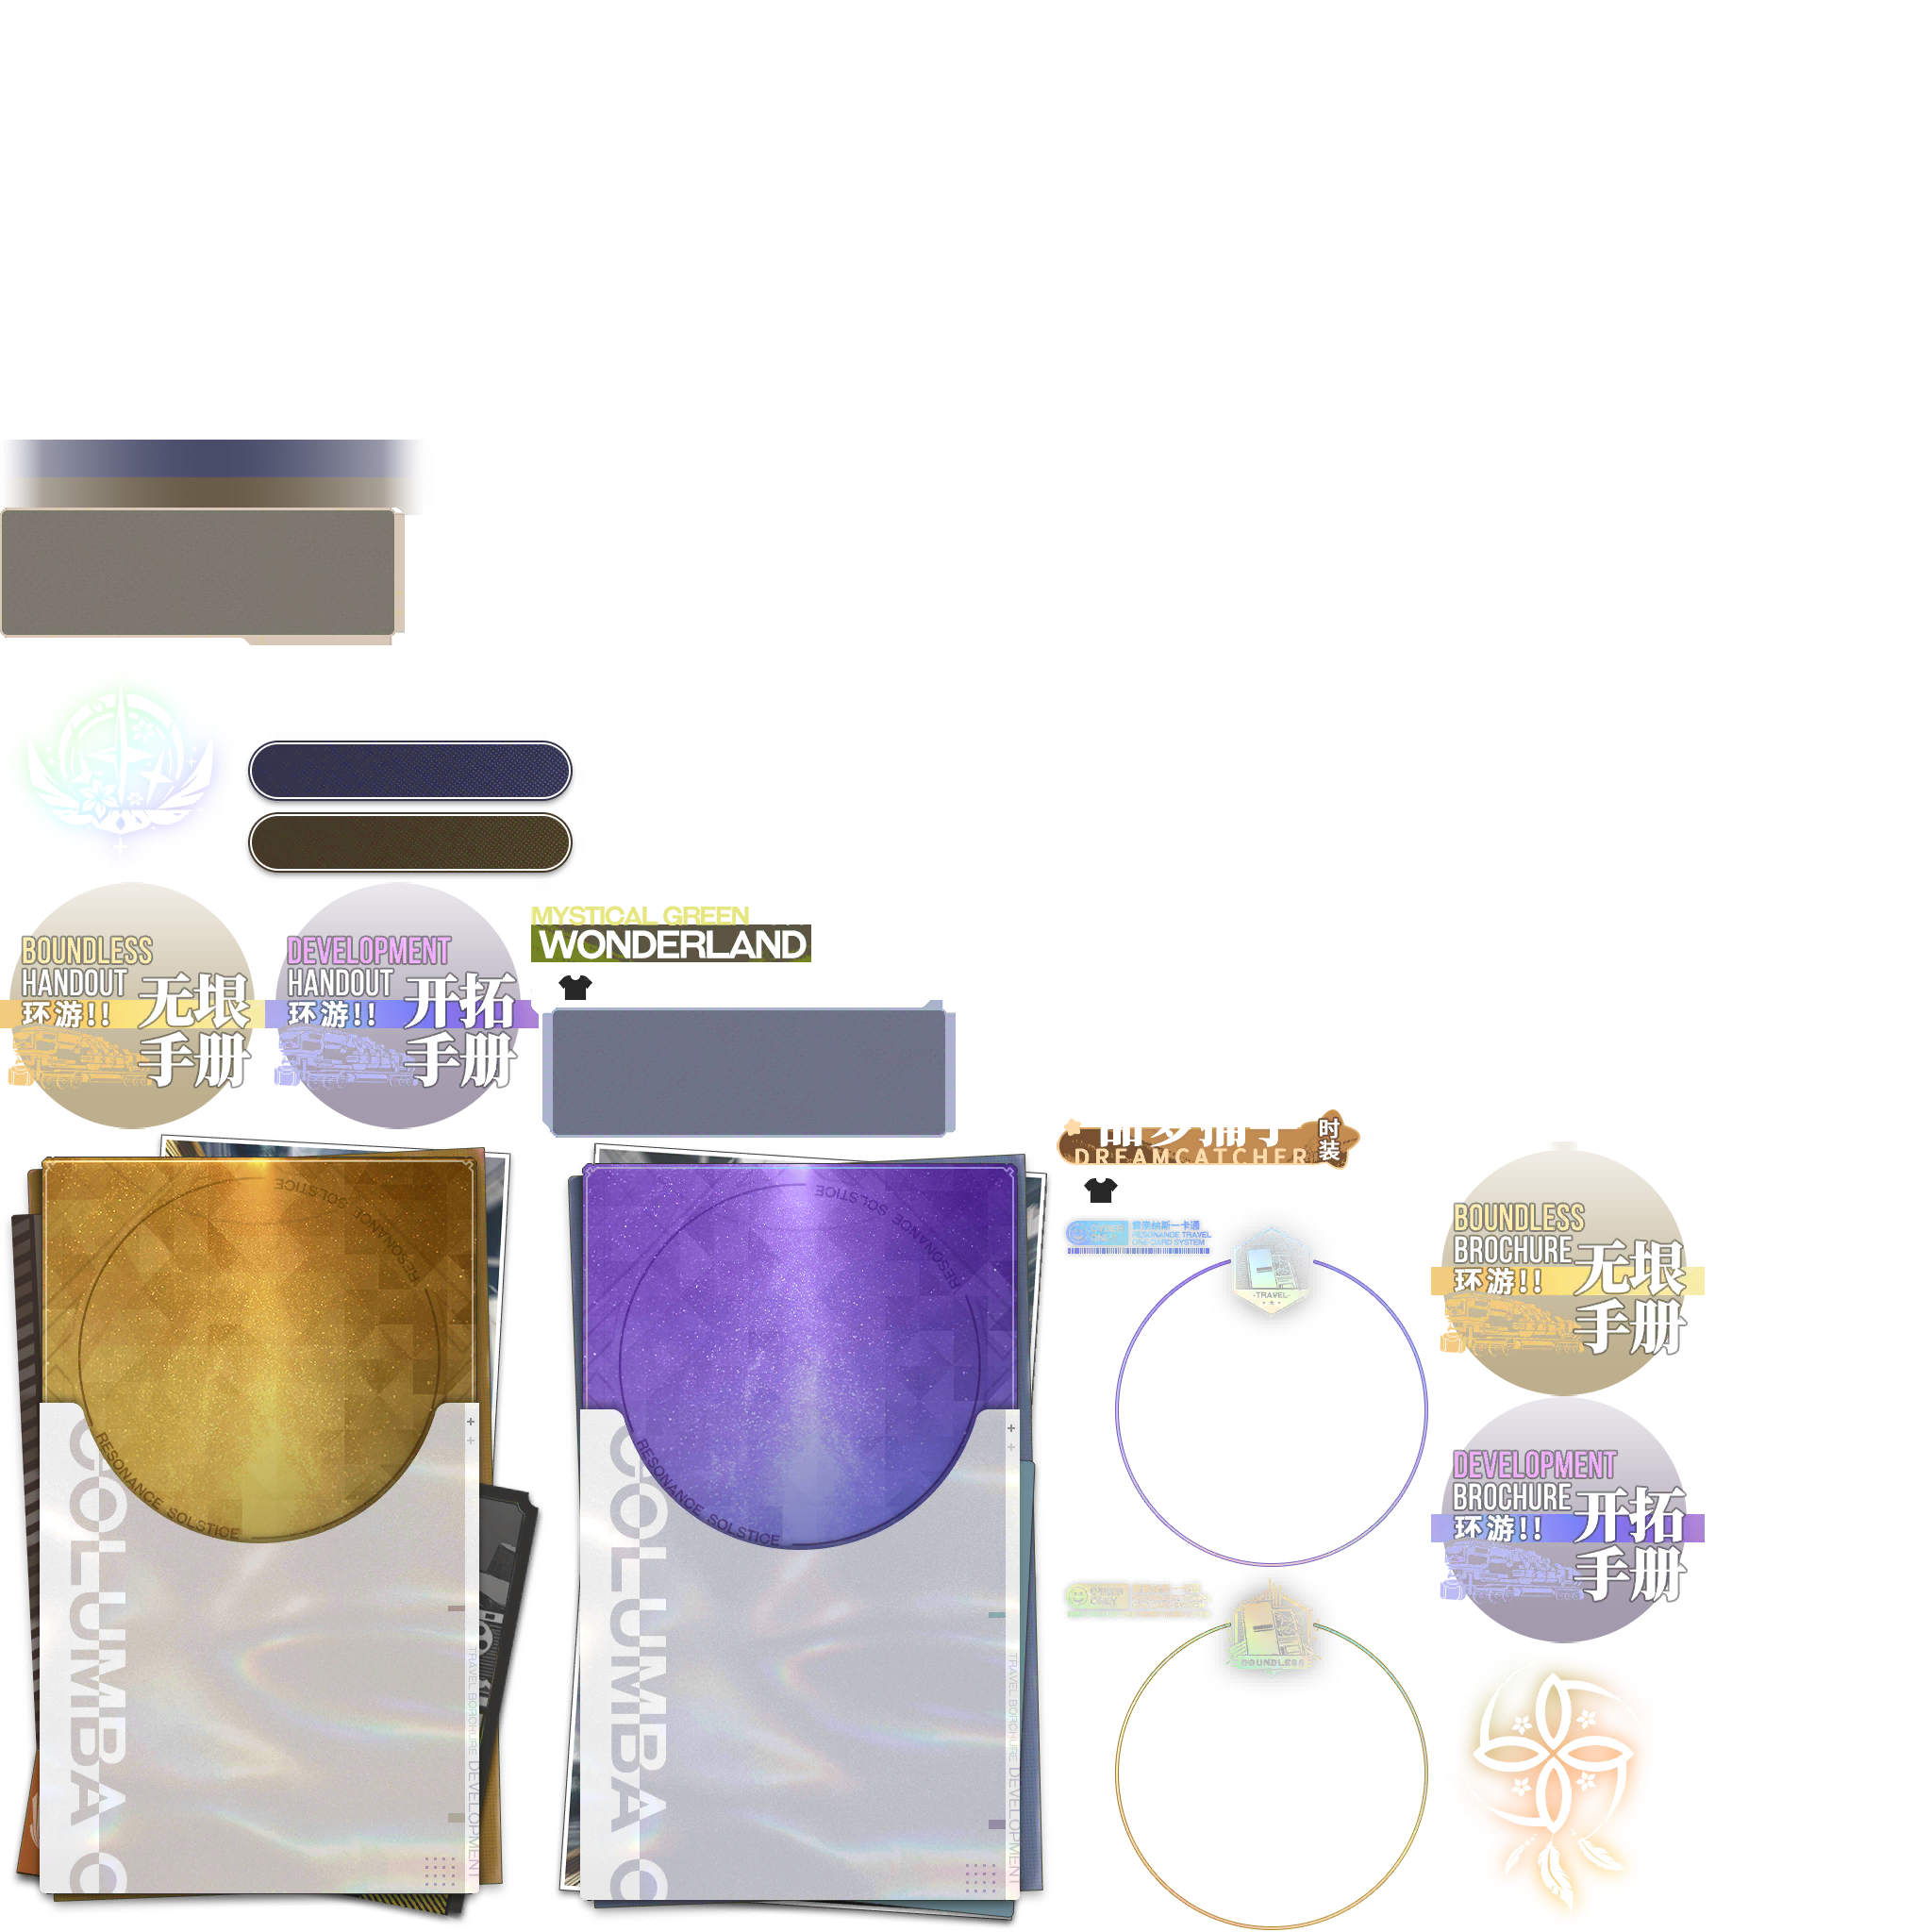 BOUNDLESS
HANDOUT
环游!!
无垠
手册
DEVELOPMENT
HANDOUT
环游!!
开拓
手册
MYSTICAL GREEN
WONDERLAND
时装
DREAMCATCHER
RESONANCE SOLSTICE
RESONANCE SOLSTICE
COLUMBA
TRAVEL BOROHURE DEVELOPMENT
RESONANCE SOLSTICE
RESONANCE SOLSTICE
COLUMBA
TRAVEL BOROHURE DEVELOPMENT
RESONANCE TRAVEL
ONE-CARD SYSTEM
-TRAVEL-
ONLY
BOUNDLESS
BOUNDLESS
BROCHURE
环游!!
无垠
手册
DEVELOPMENT
BROCHURE
环游!!
开拓
手册